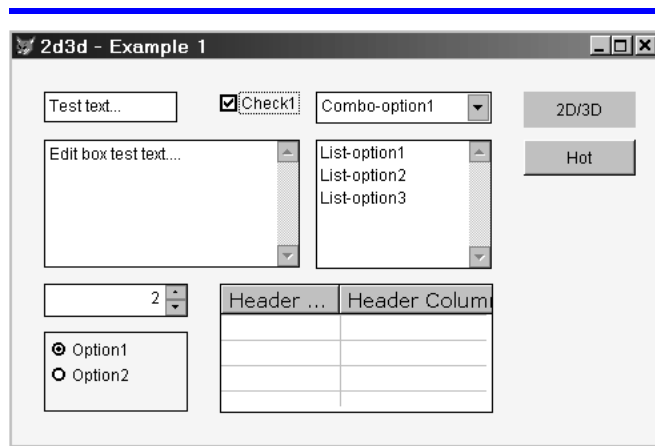 2d3d - Example 1
Test text...
Check1
Combo-option1
2D/3D
Edit box test text....
List-option1
List-option2
List-option3
Hot
2
Header ...
Header Colum
Option1
Option2